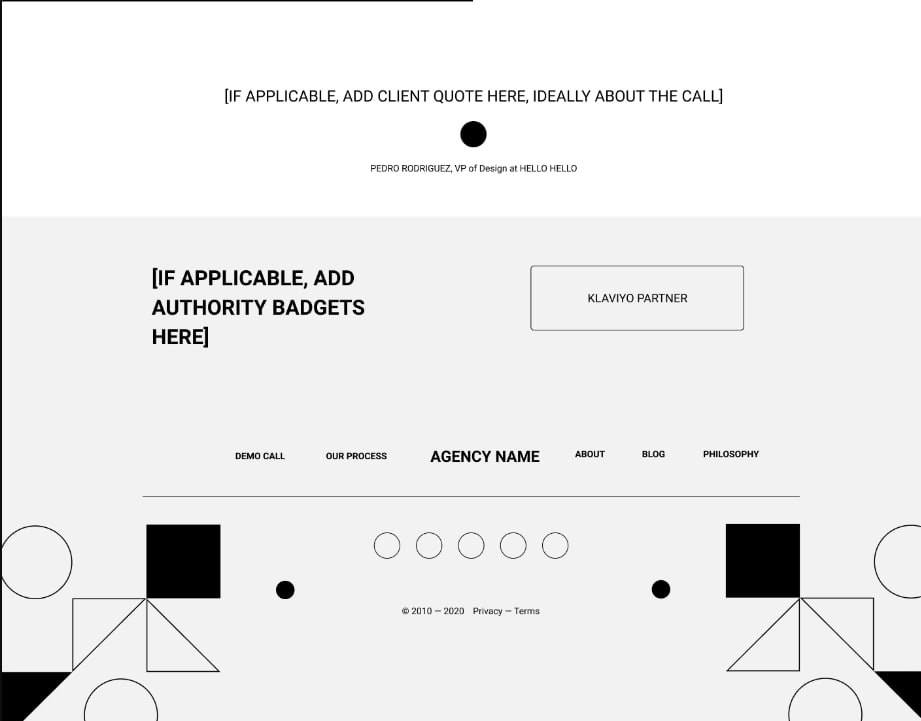 [IF APPLICABLE, ADD CLIENT QUOTE HERE, IDEALLY ABOUT THE CALL]
PEDRO RODRIGUEZ, VP of Design at HELLO HELLO
[IF APPLICABLE, ADD
AUTHORITY BADGETS
HERE]
KLAVIYO PARTNER
DEMO CALL OUR PROCESS AGENCY NAME ABOUT BLOG PHILOSOPHY
© 2010 — 2020 Privacy — Terms